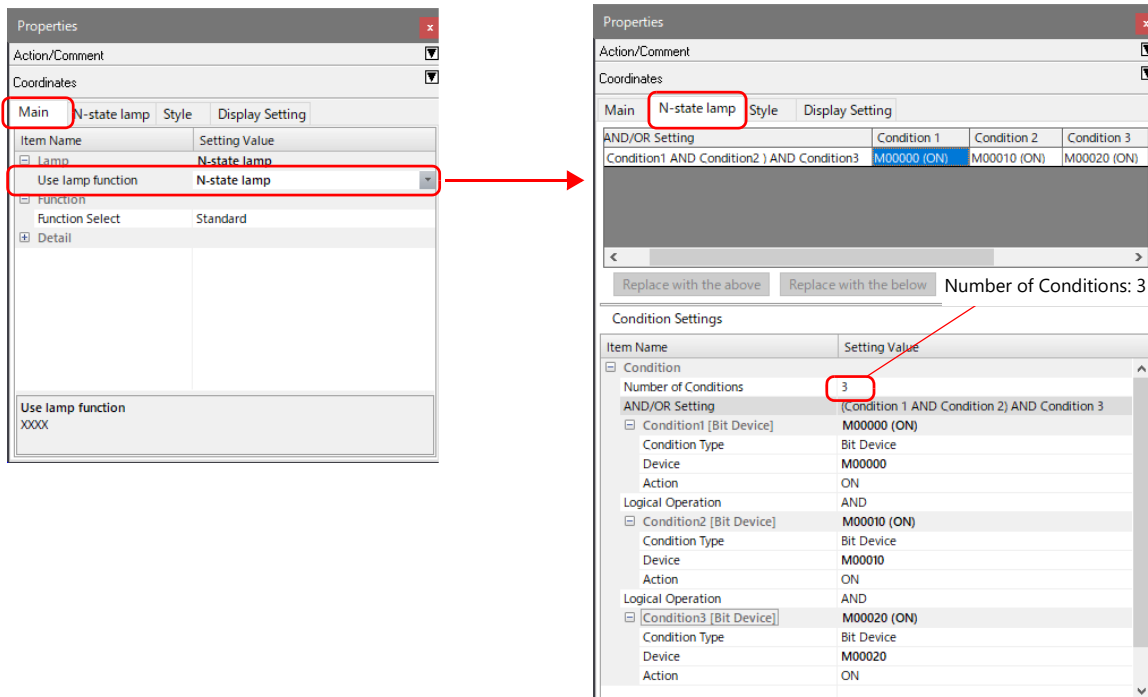 Properties
x
Action/Comment
Coordinates
Main N-state lamp Style Display Setting
Item Name Setting Value
Lamp N-state lamp
Use lamp function N-state lamp
Function
Function Select Standard
Detail
Use lamp function
XXXX
Properties
x
Action/Comment
Coordinates
Main N-state lamp Style Display Setting
AND/OR Setting Condition 1 Condition 2 Condition 3
Condition1 AND Condition2 ) AND Condition3 M00000 (ON) M00010 (ON) M00020 (ON)
Replace with the above Replace with the below Number of Conditions: 3
Condition Settings
Item Name Setting Value
Condition
Number of Conditions 3
AND/OR Setting (Condition 1 AND Condition 2) AND Condition 3
Condition1 [Bit Device] M00000 (ON)
Condition Type Bit Device
Device M00000
Action ON
Logical Operation AND
Condition2 [Bit Device] M00010 (ON)
Condition Type Bit Device
Device M00010
Action ON
Logical Operation AND
Condition3 [Bit Device] M00020 (ON)
Condition Type Bit Device
Device M00020
Action ON